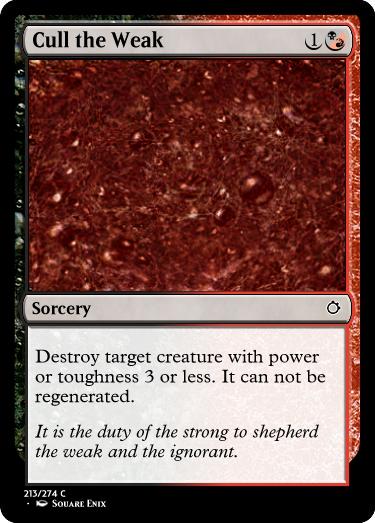 Cull the Weak 1
Sorcery
Destroy target creature with power
or toughness 3 or less. It can not be
regenerated.
It is the duty of the strong to shepherd
the weak and the ignorant.
213/274 C
· Square Enix